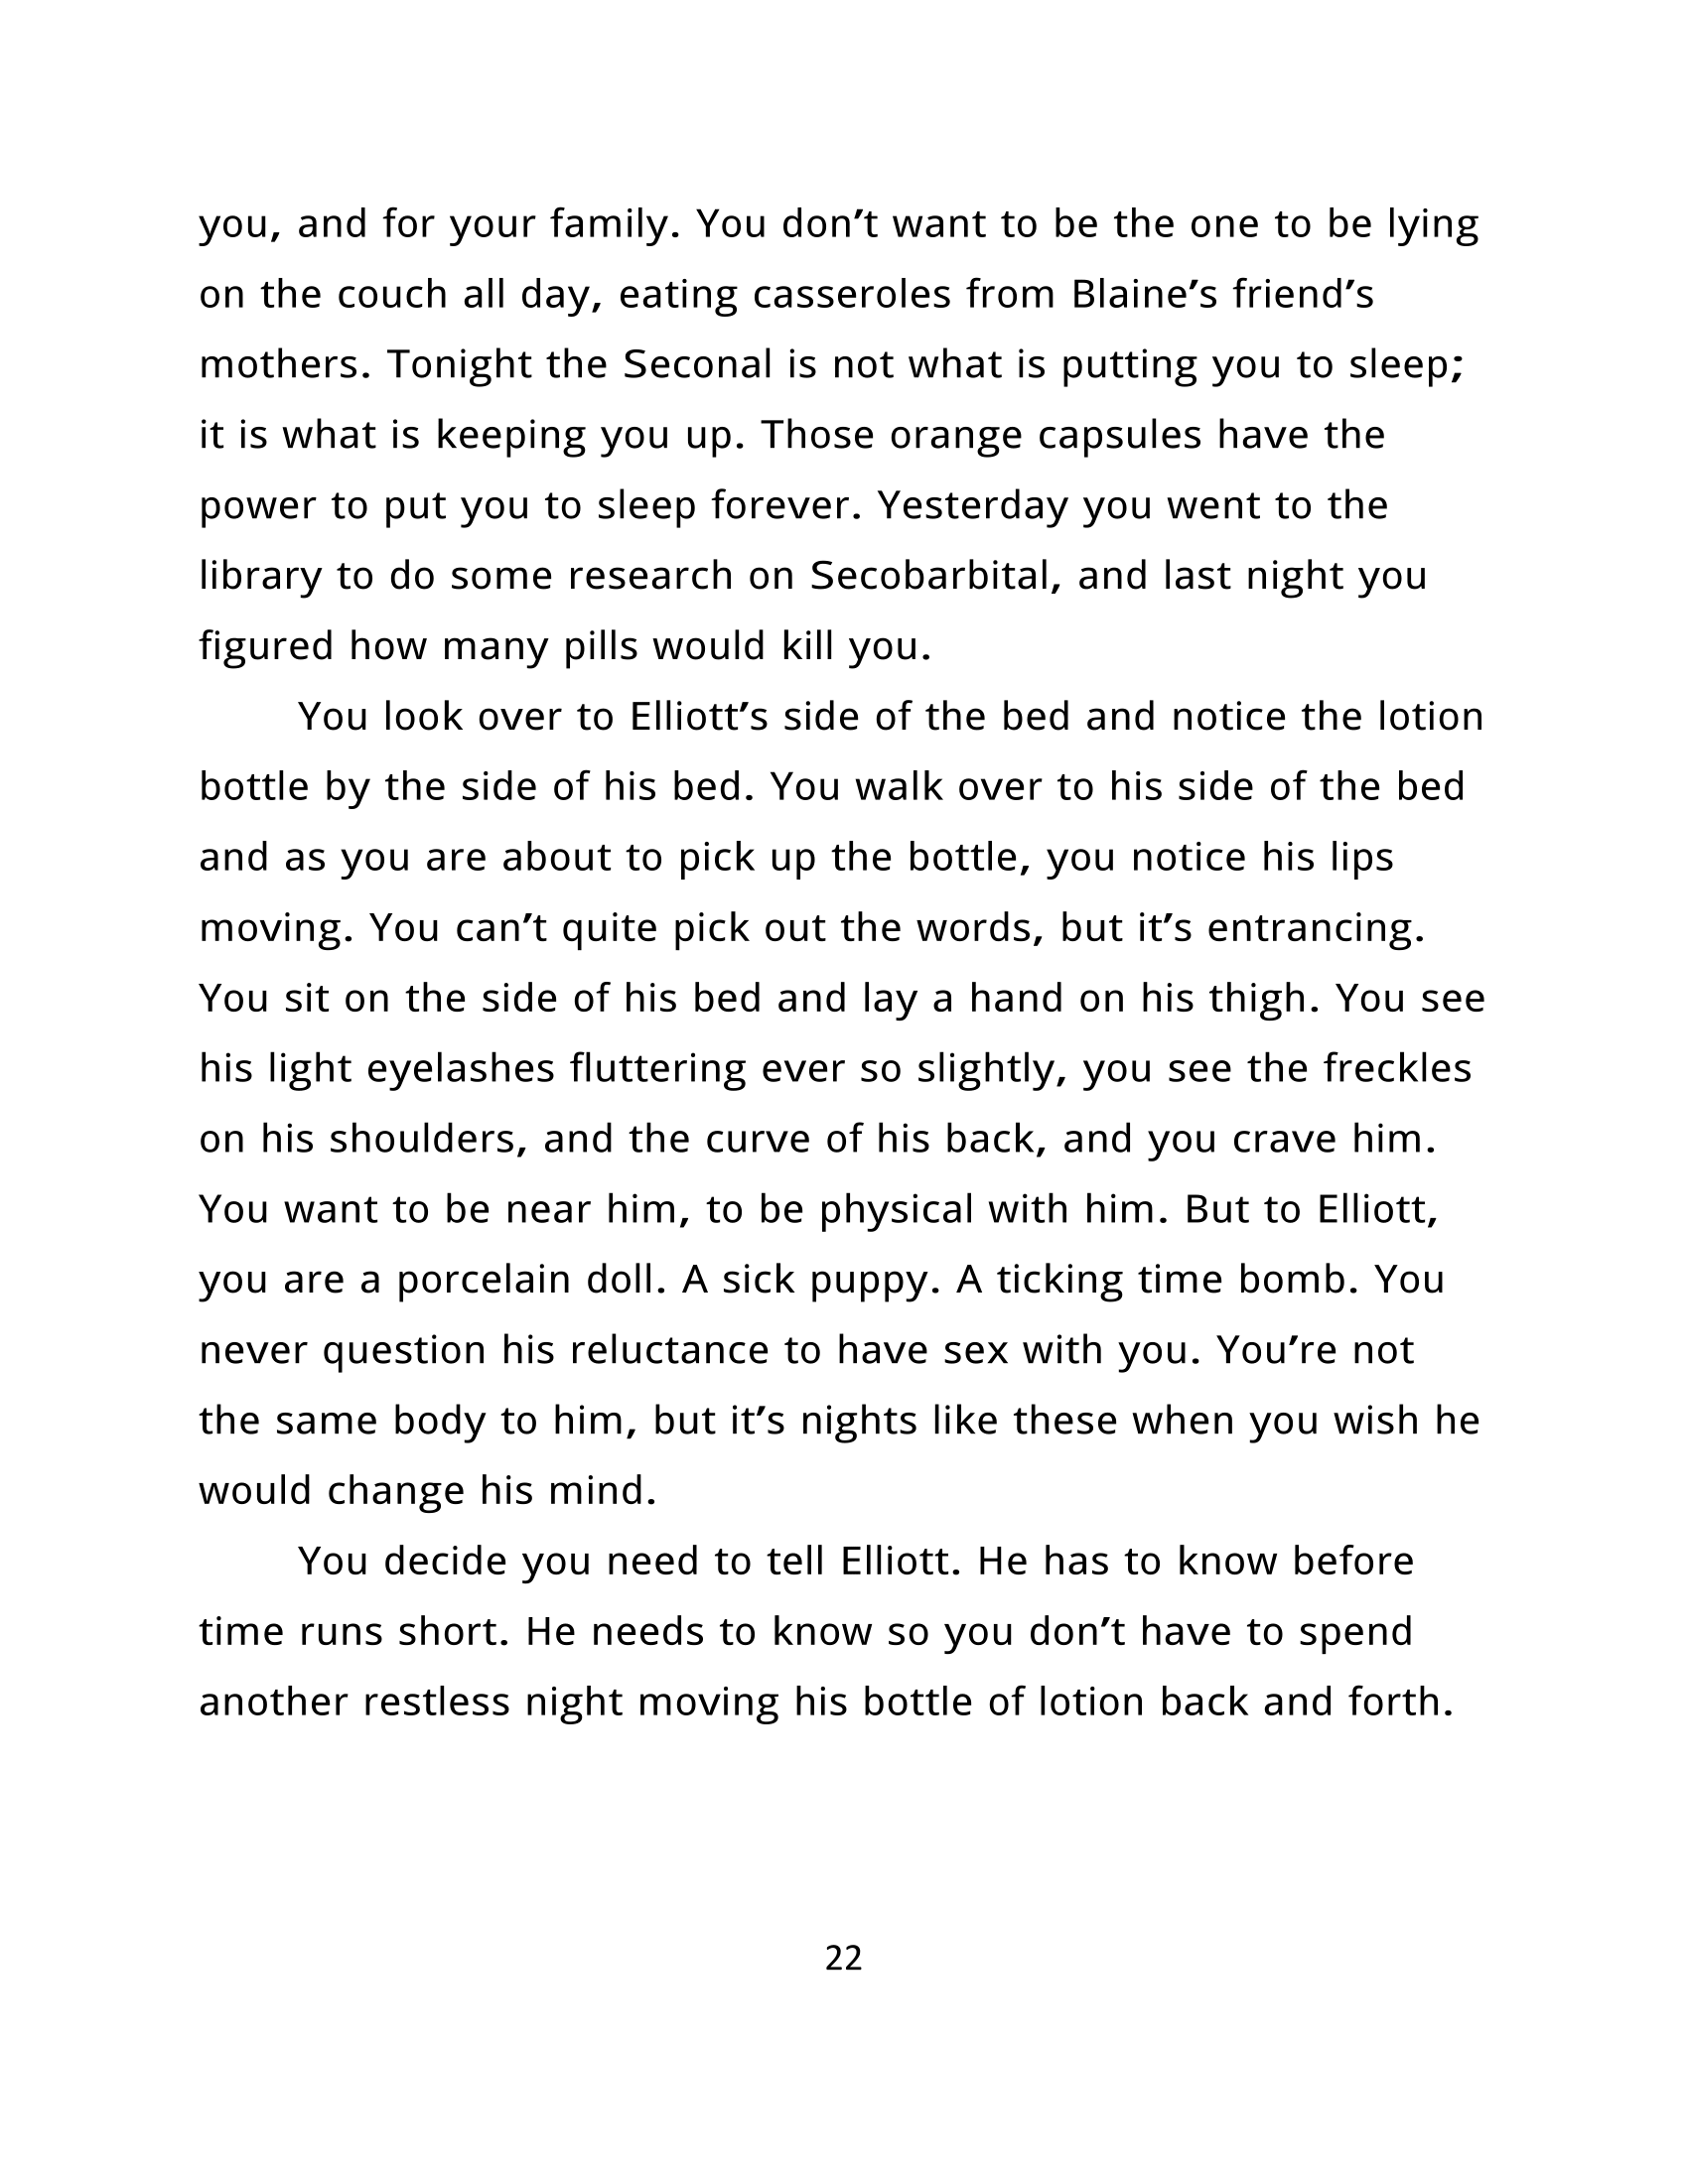 you, and for your family. You don’t want to be the one to be lying
on the couch all day, eating casseroles from Blaine’s friend’s
mothers. Tonight the Seconal is not what is putting you to sleep;
it is what is keeping you up. Those orange capsules have the
power to put you to sleep forever. Yesterday you went to the
library to do some research on Secobarbital, and last night you
figured how many pills would kill you.
You look over to Elliott’s side of the bed and notice the lotion
bottle by the side of his bed. You walk over to his side of the bed
and as you are about to pick up the bottle, you notice his lips
moving. You can’t quite pick out the words, but it’s entrancing.
You sit on the side of his bed and lay a hand on his thigh. You see
his light eyelashes fluttering ever so slightly, you see the freckles
on his shoulders, and the curve of his back, and you crave him.
You want to be near him, to be physical with him. But to Elliott,
you are a porcelain doll. A sick puppy. A ticking time bomb. You
never question his reluctance to have sex with you. You’re not
the same body to him, but it’s nights like these when you wish he
would change his mind.
You decide you need to tell Elliott. He has to know before
time runs short. He needs to know so you don’t have to spend
another restless night moving his bottle of lotion back and forth.
22